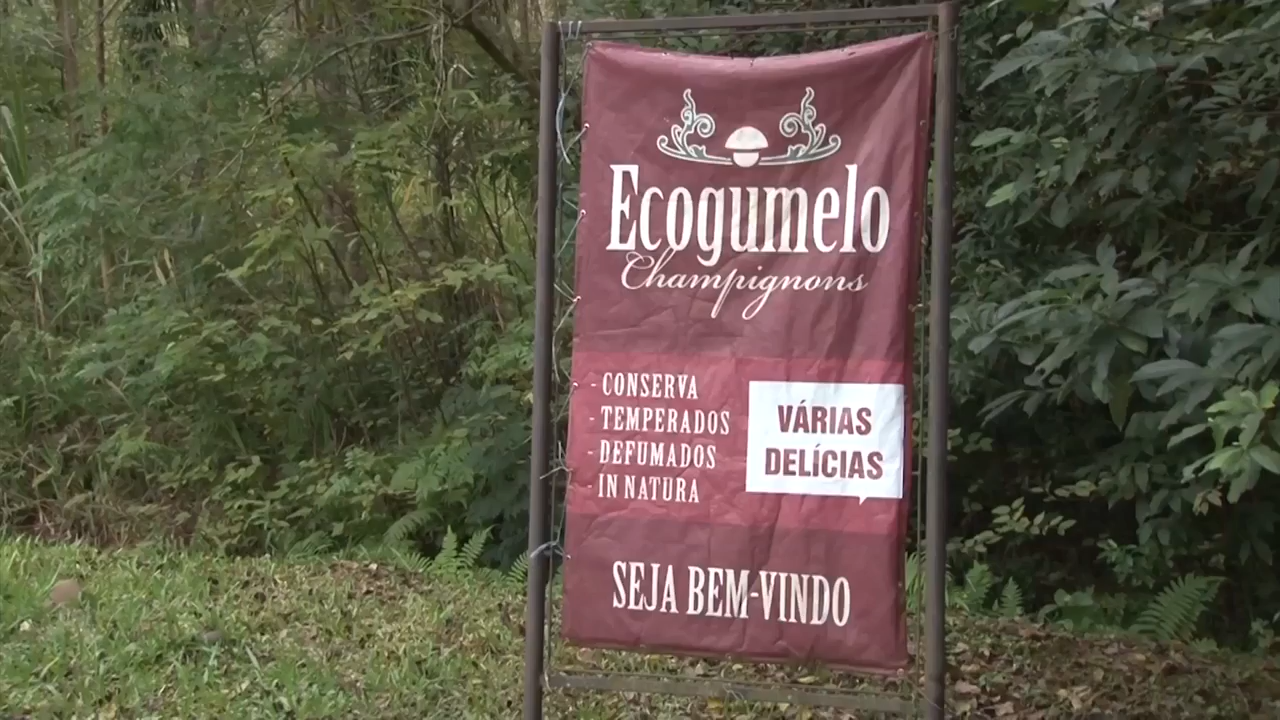 Ecogumelo
Champignons
- CONSERVA
- TEMPERADOS
- DEFUMADOS
- IN NATURA
VÁRIAS
DELÍCIAS
SEJA BEM-VINDO